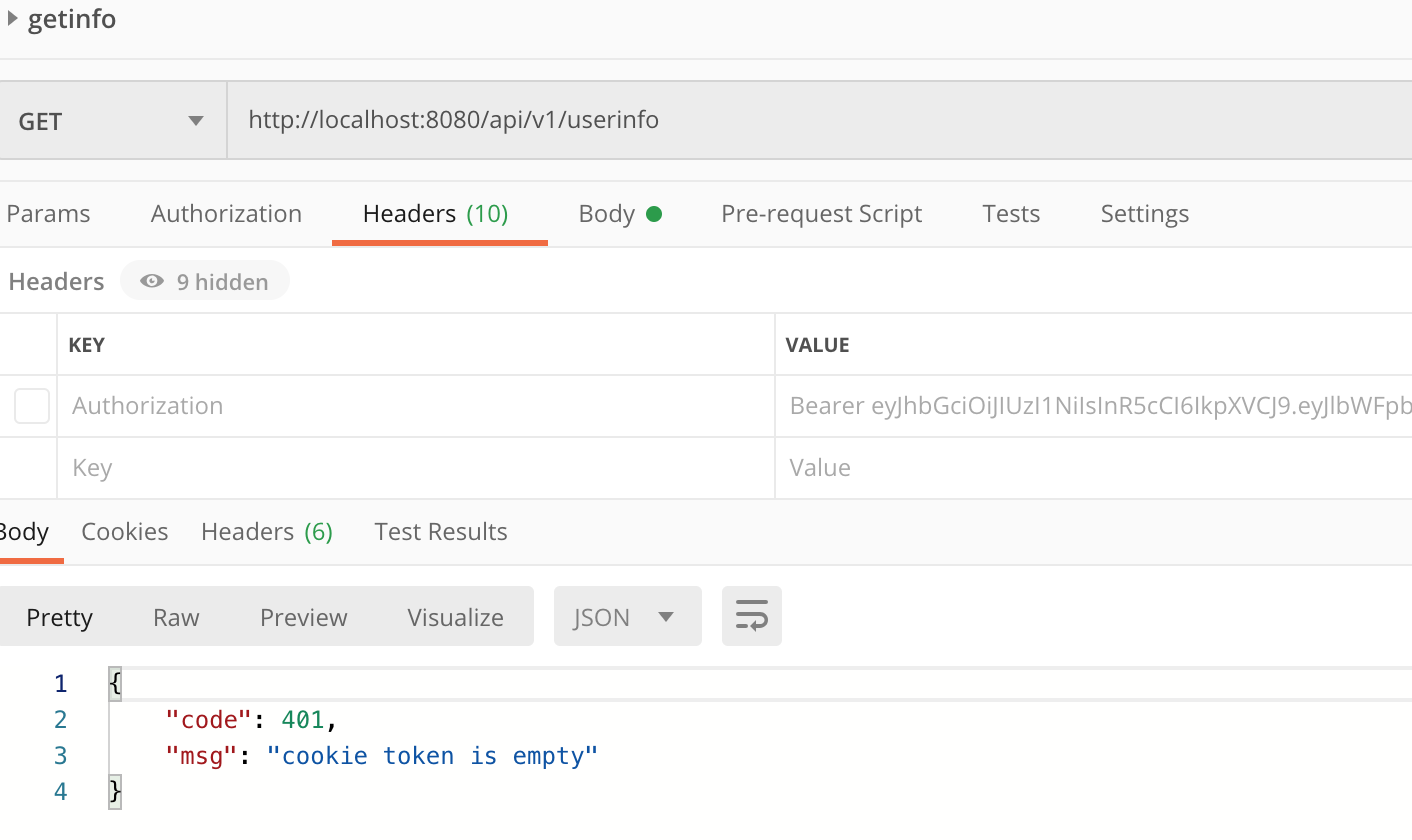 getinfo
GET http://localhost:8080/api/v1/userinfo
Params Authorization Headers (10) Body Pre-request Script Tests Settings
Headers 9 hidden
KEY VALUE
Authorization Bearer eyJhbGciOiJIUzI1NiIsInR5cCI6IkpXVCJ9.eyJlbWFpb
Key Value
Body Cookies Headers (6) Test Results
Pretty Raw Preview Visualize JSON
1 {
2 "code": 401,
3 "msg": "cookie token is empty"
4 }